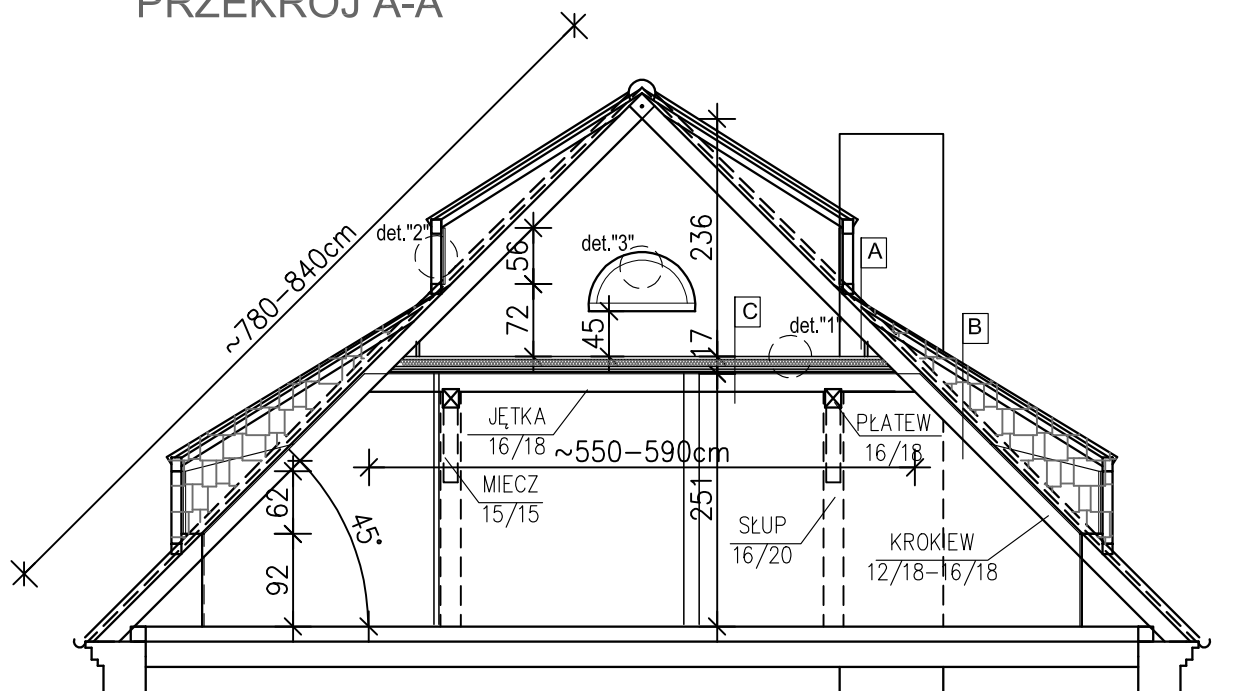 PRZEKRÓJ A-A
~780-840cm
det."2"
det."3"
det."1"
56
72
45
236
17
A
C
B
JĘTKA
16/18
~550-590cm
PŁATEW
16/18
MIECZ
15/15
62
92
45°
251
SŁUP
16/20
KROKIEW
12/18-16/18